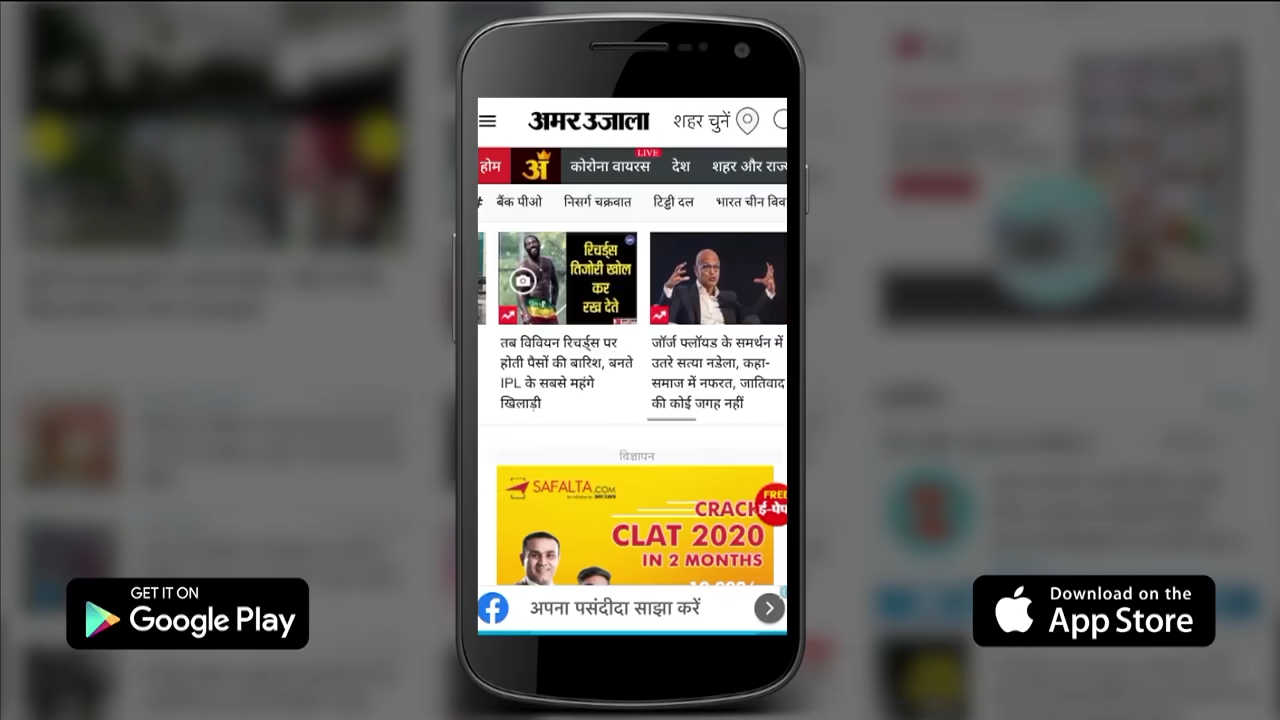 अमर उजाला
शहर चुनें
होम
अ
कोरोना वायरस
LIVE
देश
शहर और राज्य
#
बैंक पीओ
निसर्ग चक्रवात
टिड्डी दल
भारत चीन विवा
रिचर्ड्स
तिजोरी खोल
कर
रख देते
तब विवियन रिचर्ड्स पर
होती पैसों की बारिश, बनते
IPL के सबसे महंगे
खिलाड़ी
जॉर्ज फ्लॉयड के समर्थन में
उतरे सत्या नडेला, कहा-
समाज में नफरत, जातिवाद
की कोई जगह नहीं
विज्ञापन
SAFALTA.COM
CRACK
CLAT 2020
IN 2 MONTHS
FREE
ई-पेप
अपना पसंदीदा साझा करें
GET IT ON
Google Play
Download on the
App Store